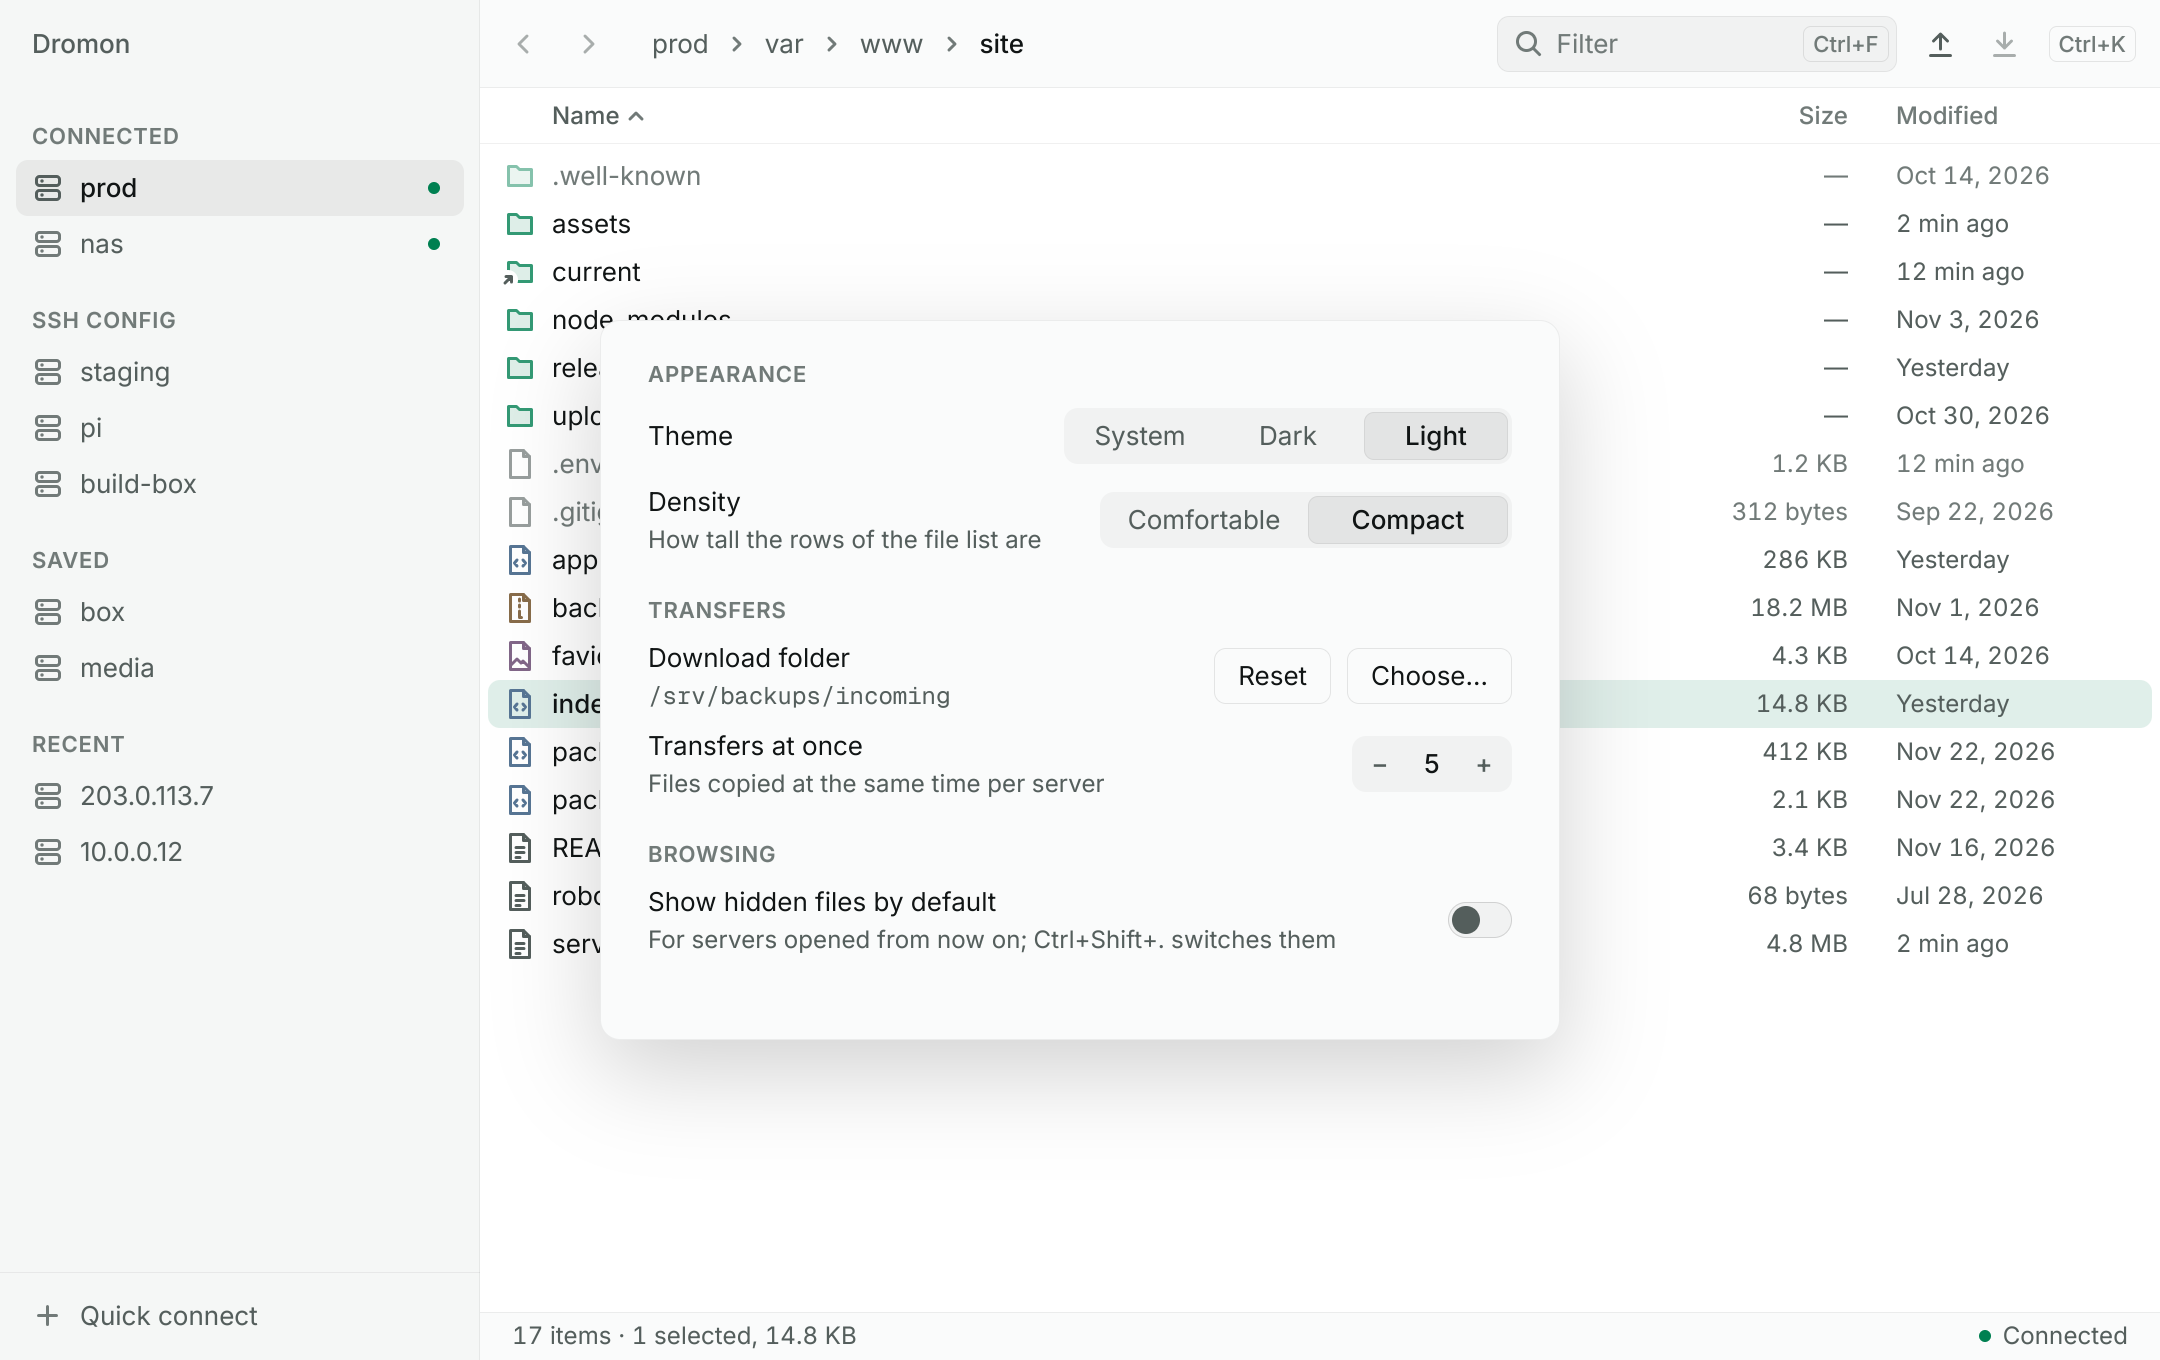 Dromon
CONNECTED
prod
nas
SSH CONFIG
staging
pi
build-box
SAVED
box
media
RECENT
203.0.113.7
10.0.0.12
Quick connect
prod > var > www > site
Filter Ctrl+F
Ctrl+K
Name Size Modified
.well-known — Oct 14, 2026
assets — 2 min ago
current — 12 min ago
node_modules — Nov 3, 2026
— Yesterday
— Oct 30, 2026
.env 1.2 KB 12 min ago
312 bytes Sep 22, 2026
app 286 KB Yesterday
18.2 MB Nov 1, 2026
4.3 KB Oct 14, 2026
14.8 KB Yesterday
412 KB Nov 22, 2026
2.1 KB Nov 22, 2026
3.4 KB Nov 16, 2026
68 bytes Jul 28, 2026
4.8 MB 2 min ago
APPEARANCE
Theme System Dark Light
Density Comfortable Compact
How tall the rows of the file list are
TRANSFERS
Download folder Reset Choose...
/srv/backups/incoming
Transfers at once − 5 +
Files copied at the same time per server
BROWSING
Show hidden files by default
For servers opened from now on; Ctrl+Shift+. switches them
17 items · 1 selected, 14.8 KB
Connected